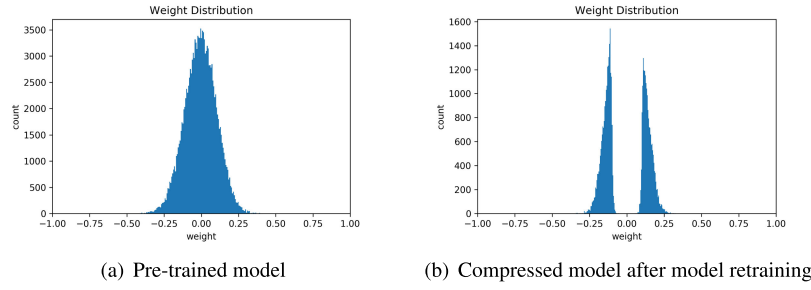 Weight Distribution
3500
3000
2500
2000
1500
1000
500
0
count
−1.00 −0.75 −0.50 −0.25 0.00 0.25 0.50 0.75 1.00
weight
(a) Pre-trained model
Weight Distribution
1600
1400
1200
1000
800
600
400
200
0
count
−1.00 −0.75 −0.50 −0.25 0.00 0.25 0.50 0.75 1.00
weight
(b) Compressed model after model retraining